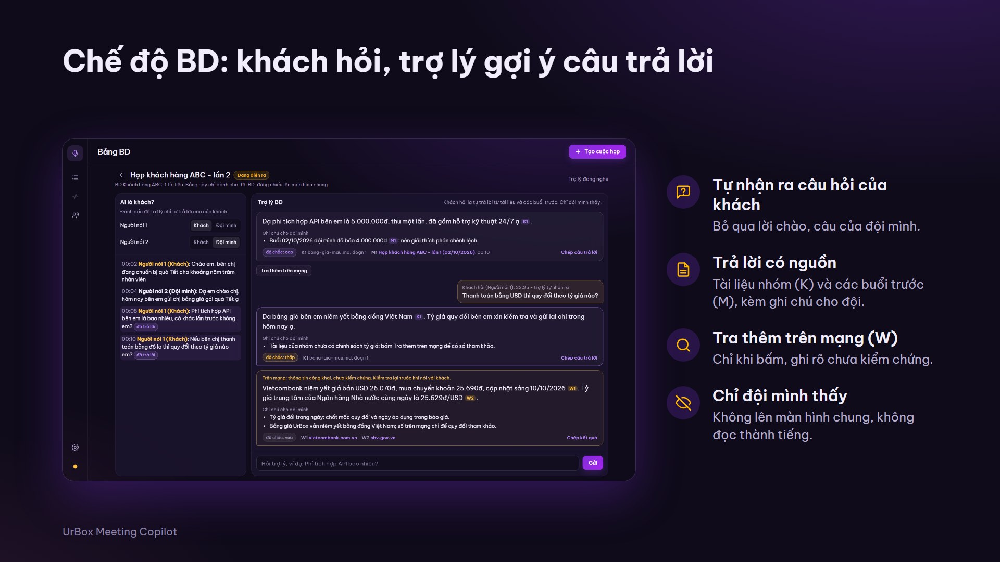 Chế độ BD: khách hỏi, trợ lý gợi ý câu trả lời
Bảng BD
Tạo cuộc họp
Họp khách hàng ABC - lần 2
Đang diễn ra
BD Khách hàng ABC, 1 tài liệu. Bảng này chỉ dành cho đội BD: đừng chiếu lên màn hình chung.
Trợ lý đang nghe
Ai là khách?
Đánh dấu để trợ lý chỉ tự trả lời câu của khách.
Người nói 1
Khách
Đội mình
Người nói 2
Khách
Đội mình
00:02 Người nói 1 (Khách): Chào em, bên chị
đang chuẩn bị quà Tết cho khoảng năm trăm
nhân viên
00:04 Người nói 2 (Đội mình): Dạ em chào chị,
hôm nay bên em gửi chị bảng giá gói quà Tết ạ
00:08 Người nói 1 (Khách): Phí tích hợp API
bên em là bao nhiêu, có khác lần trước không
em? đã trả lời
00:10 Người nói 1 (Khách): Nếu bên chị thanh
toán bằng đô la thì quy đổi theo tỷ giá nào
em? đã trả lời
Trợ lý BD
Khách hỏi là tự trả lời từ tài liệu và các buổi trước. Chỉ đội mình thấy.
Dạ phí tích hợp API bên em là 5.000.000đ, thu một lần, đã gồm hỗ trợ kỹ thuật 24/7 ạ K1 .
Ghi chú cho đội mình
• Buổi 02/10/2026 đội mình đã báo 4.000.000đ M1 : nên giải thích phần chênh lệch.
độ chắc: cao K1 bang-gia-mau.md, đoạn 1 M1 Họp khách hàng ABC - lần 1 (02/10/2026), 00:10 Chép câu trả lời
Tra thêm trên mạng
Khách hỏi (Người nói 1), 22:25 - trợ lý tự nhận ra
Thanh toán bằng USD thì quy đổi theo tỷ giá nào?
Dạ bảng giá bên em niêm yết bằng đồng Việt Nam K1 . Tỷ giá quy đổi bên em xin kiểm tra và gửi lại chị trong
hôm nay ạ.
Ghi chú cho đội mình
• Tài liệu của nhóm chưa có chính sách tỷ giá: bấm Tra thêm trên mạng để có số tham khảo.
độ chắc: thấp K1 bang-gia-mau.md, đoạn 1 Chép câu trả lời
Trên mạng: thông tin công khai, chưa kiểm chứng. Kiểm tra lại trước khi nói với khách.
Vietcombank niêm yết giá bán USD 26.070đ, mua chuyển khoản 25.690đ, cập nhật sáng 10/10/2026 W1 . Tỷ
giá trung tâm của Ngân hàng Nhà nước cùng ngày là 25.629đ/USD W2 .
Ghi chú cho đội mình
• Tỷ giá đổi trong ngày: chốt mốc quy đổi và ngày áp dụng trong báo giá.
• Bảng giá UrBox vẫn niêm yết bằng đồng Việt Nam; số trên mạng chỉ để quy đổi tham khảo.
độ chắc: vừa W1 vietcombank.com.vn W2 sbv.gov.vn Chép kết quả
Hỏi trợ lý, ví dụ: Phí tích hợp API bao nhiêu?
Gửi
Tự nhận ra câu hỏi của
khách
Bỏ qua lời chào, câu của đội mình.
Trả lời có nguồn
Tài liệu nhóm (K) và các buổi trước
(M), kèm ghi chú cho đội.
Tra thêm trên mạng (W)
Chỉ khi bấm, ghi rõ chưa kiểm chứng.
Chỉ đội mình thấy
Không lên màn hình chung, không
đọc thành tiếng.
UrBox Meeting Copilot